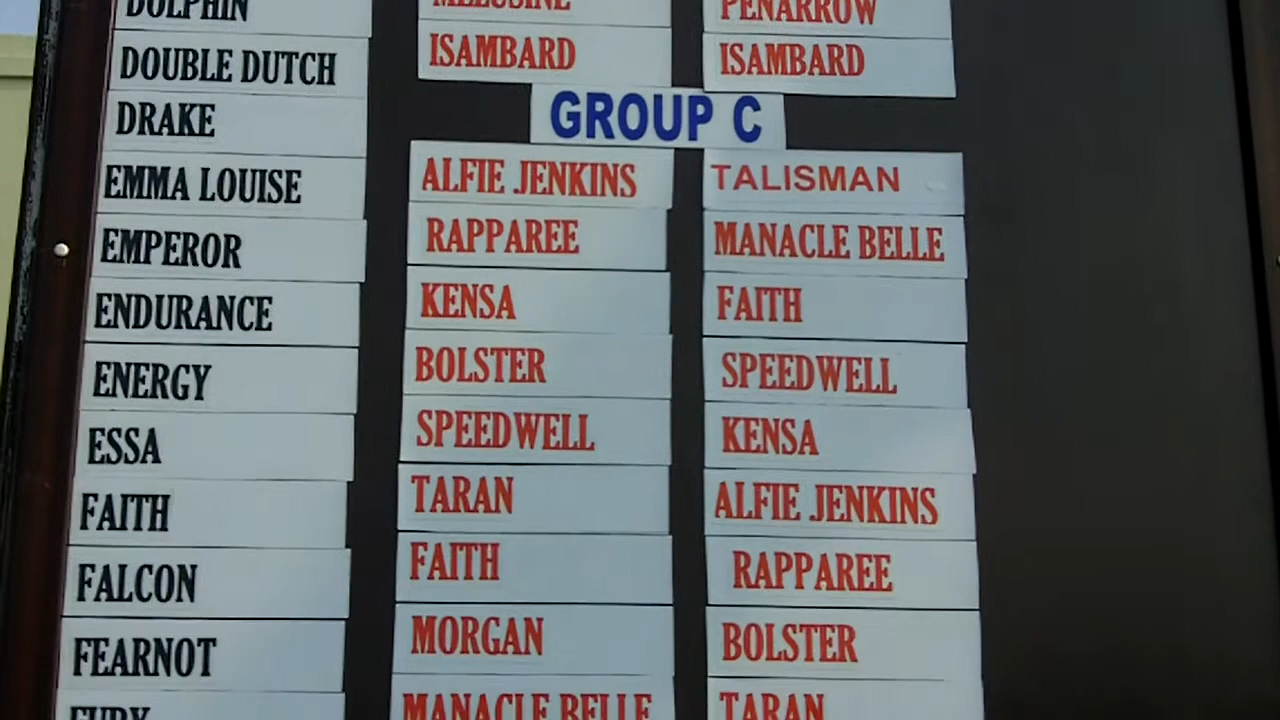 DOLPHIN
DOUBLE DUTCH
DRAKE
EMMA LOUISE
EMPEROR
ENDURANCE
ENERGY
ESSA
FAITH
FALCON
FEARNOT
FURY
MELUSINE
ISAMBARD
PENARROW
ISAMBARD
GROUP C
ALFIE JENKINS
RAPPAREE
KENSA
BOLSTER
SPEEDWELL
TARAN
FAITH
MORGAN
MANACLE BELLE
TALISMAN
MANACLE BELLE
FAITH
SPEEDWELL
KENSA
ALFIE JENKINS
RAPPAREE
BOLSTER
TARAN